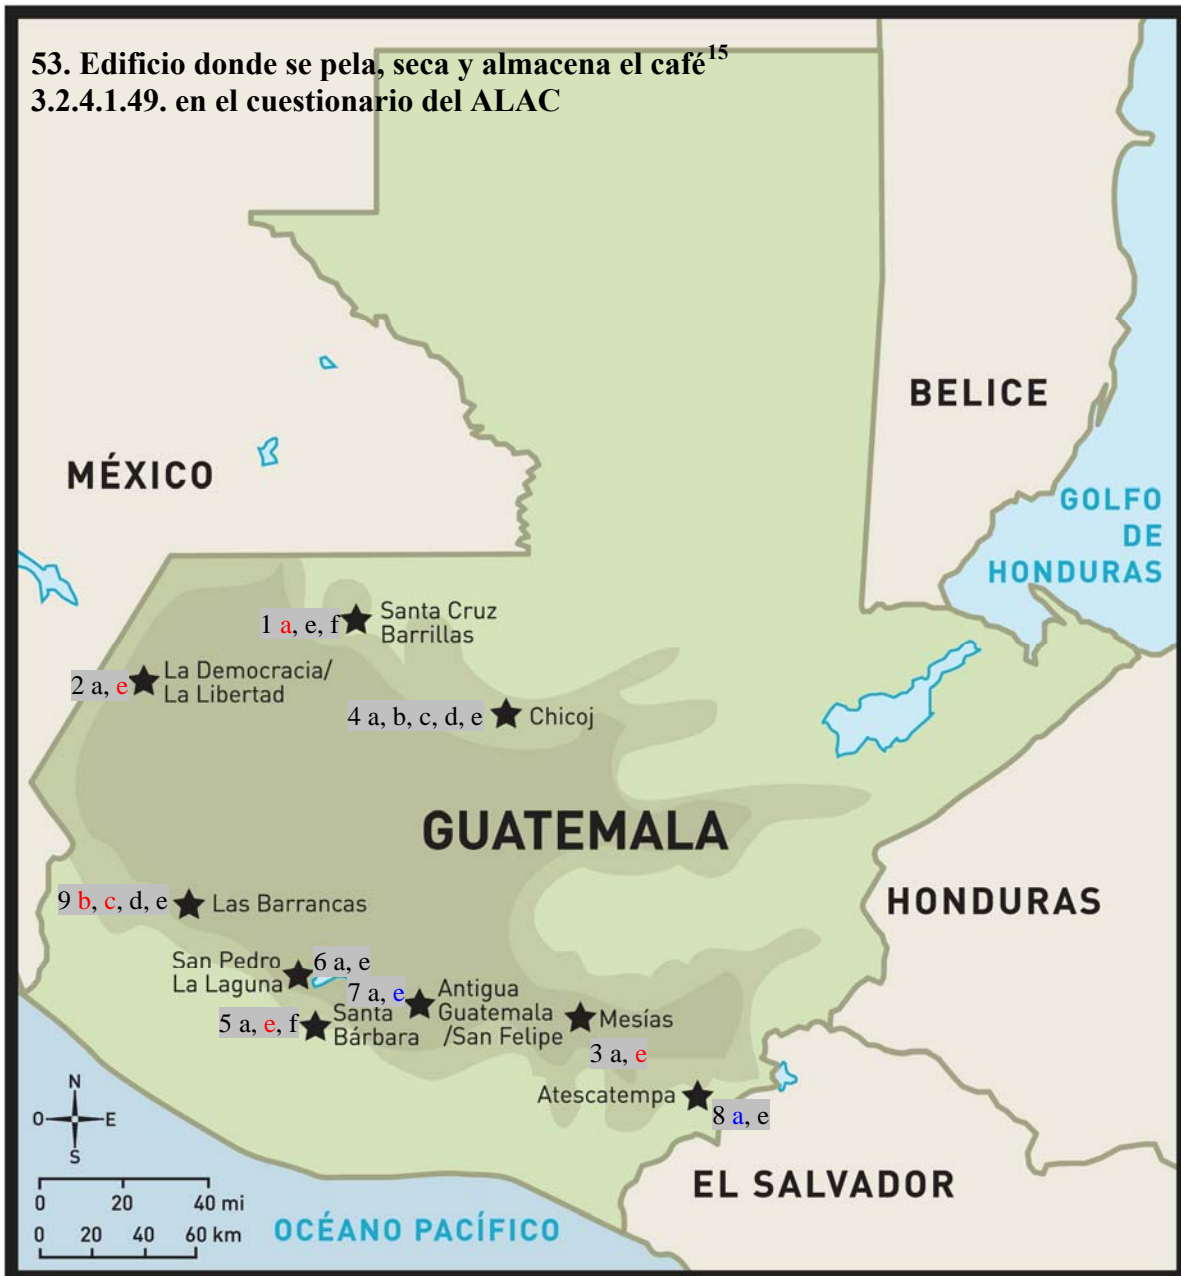 53. Edificio donde se pela, seca y almacena el café15
3.2.4.1.49. en el cuestionario del ALAC
BELICE
MÉXICO
GOLFO
DE
HONDURAS
1 a, e, f
Santa Cruz
Barrillas
2 a, e
La Democracia/
La Libertad
4 a, b, c, d, e
Chicoj
GUATEMALA
HONDURAS
9 b, c, d, e
Las Barrancas
San Pedro
La Laguna
6 a, e
7 a, e
Antigua
Guatemala
/San Felipe
5 a, e, f
Santa
Bárbara
Mesías
3 a, e
Atescatempa
8 a, e
N
O
E
S
EL SALVADOR
0 20 40 mi
0 20 40 60 km
OCÉANO PACÍFICO